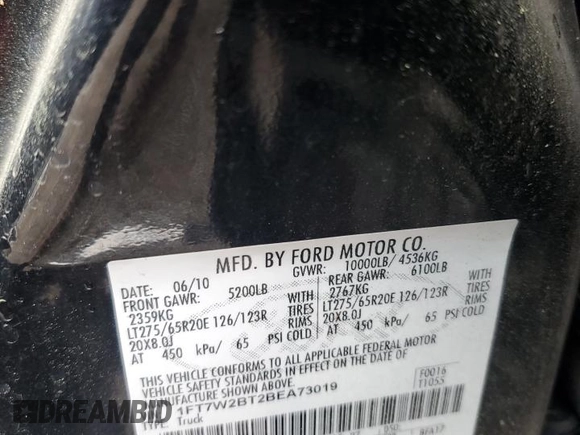 MFD. BY FORD MOTOR CO.
DATE: 06/10 GVWR: 10000LB/ 4536KG
FRONT GAWR: 5200LB REAR GAWR: 6100LB
2359KG WITH 2767KG WITH
LT275/65R20E 126/123R TIRES LT275/65R20E 126/123R TIRES
20X8.0J RIMS 20X8.0J RIMS
AT 450 kPa/ 65 PSI COLD AT 450 kPa/ 65 PSI COLD
THIS VEHICLE CONFORMS TO ALL APPLICABLE FEDERAL MOTOR
VEHICLE SAFETY STANDARDS IN EFFECT ON THE DATE OF
MANUFACTURE SHOWN ABOVE.
VIN: 1FT7W2BT2BEA73019
TYPE: Truck
F0016
T1055
FAIRDATABID.COM